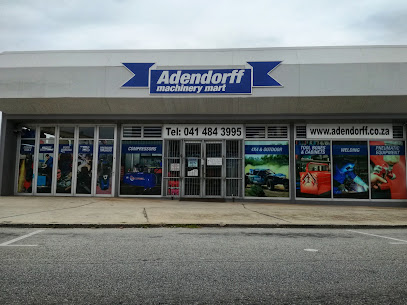 Adendorff
machinery mart
Tel: 041 484 3995
www.adendorff.co.za
COMPRESSORS
4X4 & OUTDOOR
TOOL BOXES
& CABINETS
WELDING
PNEUMATIC
EQUIPMENT